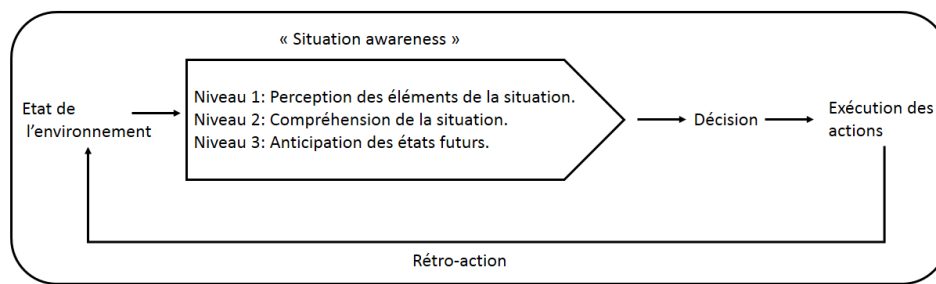 « Situation awareness »
Etat de
l’environnement
Niveau 1: Perception des éléments de la situation.
Niveau 2: Compréhension de la situation.
Niveau 3: Anticipation des états futurs.
Décision
Exécution des
actions
Rétro-action